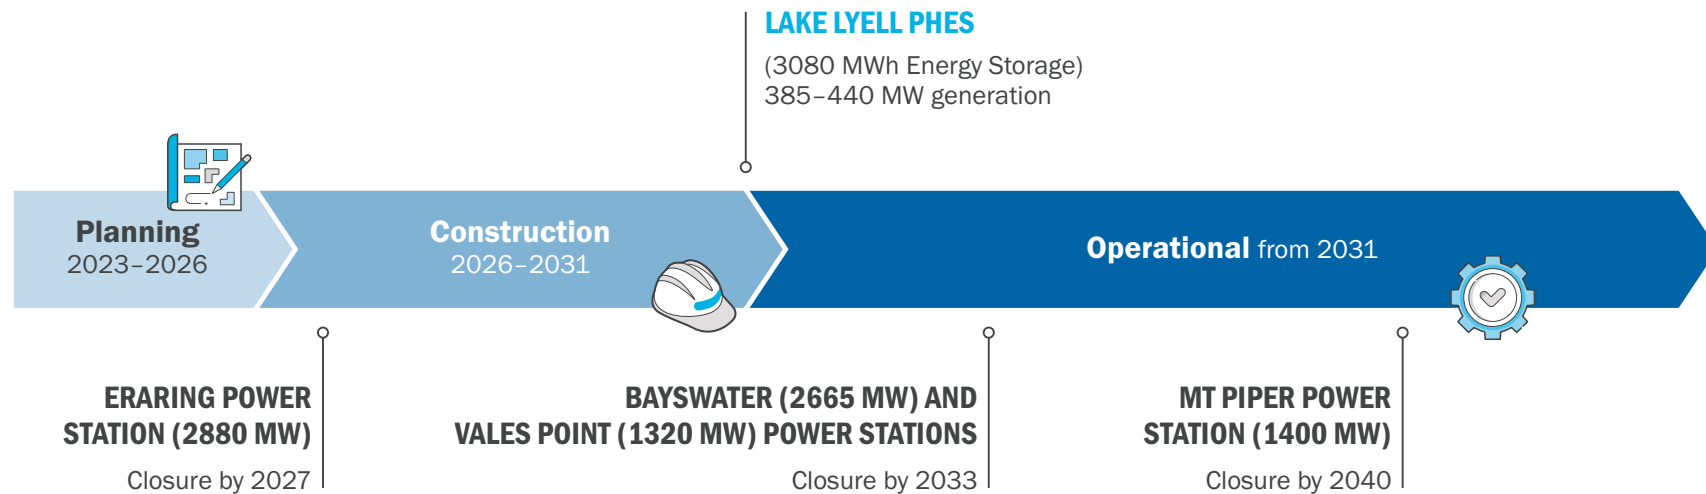 LAKE LYELL PHES
(3080 MWh Energy Storage)
385–440 MW generation
Planning
2023–2026
Construction
2026–2031
Operational from 2031
ERARING POWER
STATION (2880 MW)
Closure by 2027
BAYSWATER (2665 MW) AND
VALES POINT (1320 MW) POWER STATIONS
Closure by 2033
MT PIPER POWER
STATION (1400 MW)
Closure by 2040